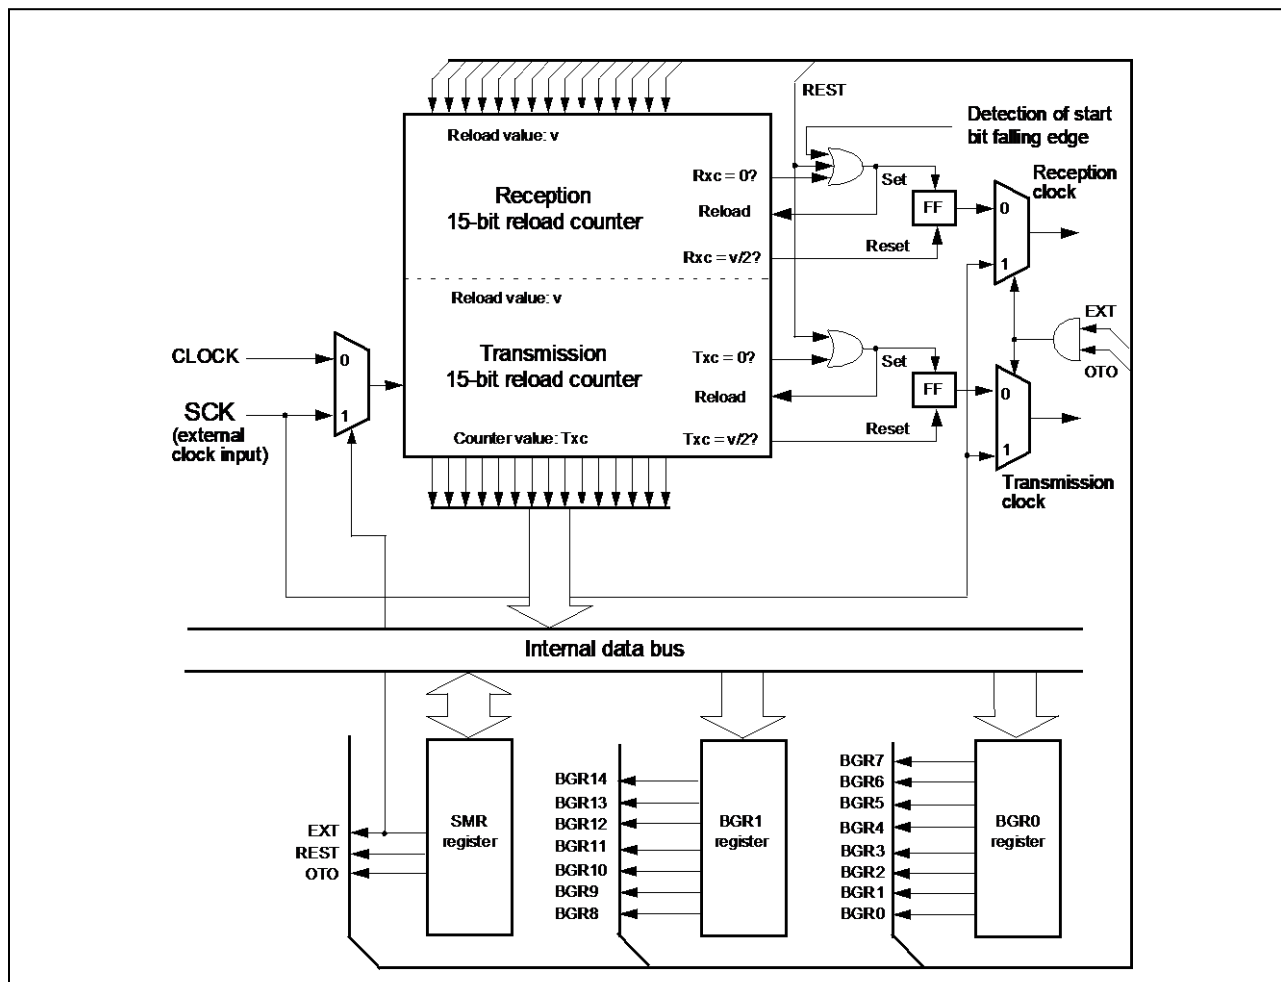 REST
Detection of start
bit falling edge
Reload value: v
Rxc = 0?
Set
Reception
clock
Reception
15-bit reload counter
Reload
FF
0
Reset
Rxc = v/2?
1
Reload value: v
EXT
CLOCK
0
Transmission
15-bit reload counter
Txc = 0?
Set
OTO
Reload
FF
0
SCK
(external
clock input)
1
Counter value: Txc
Txc = v/2?
Reset
1
Transmission
clock
Internal data bus
EXT
REST
OTO
SMR
register
BGR14
BGR13
BGR12
BGR11
BGR10
BGR9
BGR8
BGR1
register
BGR7
BGR6
BGR5
BGR4
BGR3
BGR2
BGR1
BGR0
BGR0
register